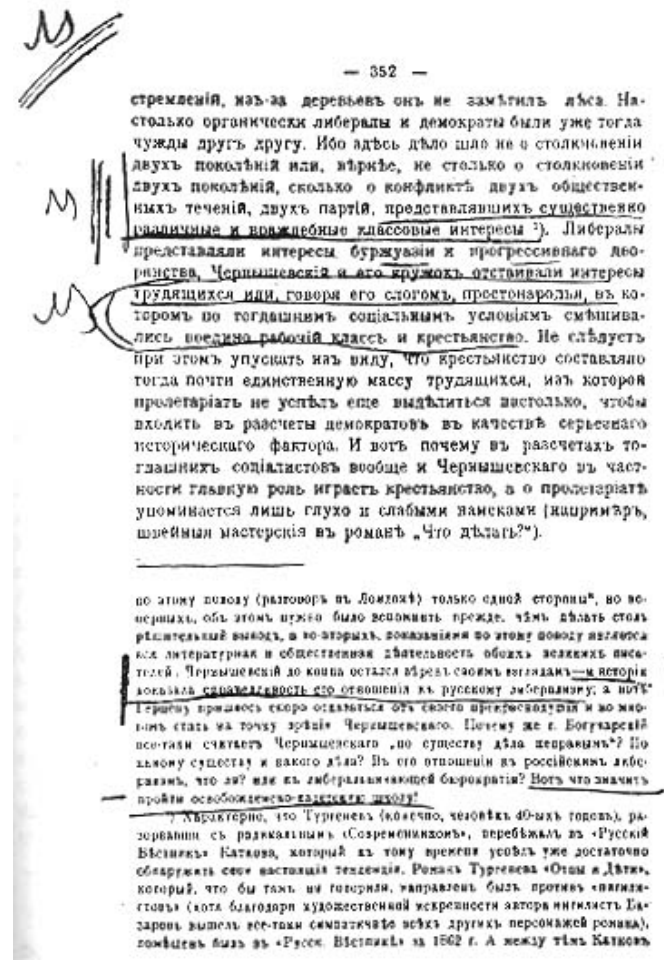 — 352 —
стремленій, изъ-за деревьевъ онъ не замѣтилъ лѣса. На-
столько органически либералы и демократы были уже тогда
чужды другъ другу. Ибо здѣсь дѣло шло не о столкновеніи
двухъ поколѣній или, вѣрнѣе, не столько о столкновеніи
двухъ поколѣній, сколько о конфликтѣ двухъ обществен-
ныхъ теченій, двухъ партій, представлявшихъ существенно
различные и враждебные классовые интересы ¹). Либералы
представляли интересы буржуазіи и прогрессивнаго дво-
рянства, Чернышевскій и его кружокъ отстаивали интересы
трудящихся или, говоря его слогомъ, простонародья, въ ко-
торомъ по тогдашнимъ соціальнымъ условіямъ смѣшива-
лись воедино рабочій классъ и крестьянство. Не слѣдуетъ
при этомъ упускать изъ виду, что крестьянство составляло
тогда почти единственную массу трудящихся, изъ которой
пролетаріатъ не успѣлъ еще выдѣлиться настолько, чтобы
входить въ разсчеты демократовъ въ качествѣ серьезнаго
историческаго фактора. И вотъ почему въ разсчетахъ то-
гдашнихъ соціалистовъ вообще и Чернышевскаго въ част-
ности главную роль играетъ крестьянство, а о пролетаріатѣ
упоминается лишь глухо и слабыми намеками (напримѣръ,
швейныя мастерскія въ романѣ „Что дѣлать?“).
по этому поводу (разговоръ въ Лондонѣ) только одной стороны“, но во-
первыхъ, объ этомъ нужно было вспомнить прежде, чѣмъ дѣлать столь
рѣшительный выводъ, а во-вторыхъ, показаніями по этому поводу является
вся литературная и общественная дѣятельность обоихъ великихъ писа-
телей. Чернышевскій до конца остался вѣренъ своимъ взглядамъ—и исторія
доказала справедливость его отношенія къ русскому либерализму, а вотъ
Герцену пришлось скоро отказаться отъ своего прекраснодушія и во мно-
гомъ стать на точку зрѣнія Чернышевскаго. Почему же г. Богучарскій
все-таки считаетъ Чернышевскаго „по существу дѣла неправымъ“? По
какому существу и какого дѣла? Въ его отношеніи къ россійскимъ либе-
раламъ, что ли? или къ либеральничающей бюрократіи? Вотъ что значитъ
пройти освобожденско-кадетскую школу!
¹) Характерно, что Тургеневъ (конечно, человѣкъ 40-ыхъ годовъ), ра-
зорвавши съ радикальнымъ «Современникомъ», перебѣжалъ въ «Русскій
Вѣстникъ» Каткова, который къ тому времени успѣлъ уже достаточно
обнаружить свои настоящія тенденціи. Романъ Тургенева «Отцы и Дѣти»,
который, что бы тамъ ни говорили, направленъ былъ противъ «нигили-
стовъ» (хотя благодаря художественной искренности автора нигилистъ Ба-
заровъ вышелъ все-таки симпатичнѣе всѣхъ другихъ персонажей романа),
помѣщенъ былъ въ «Русск. Вѣстникѣ» за 1862 г. А между тѣмъ Катковъ